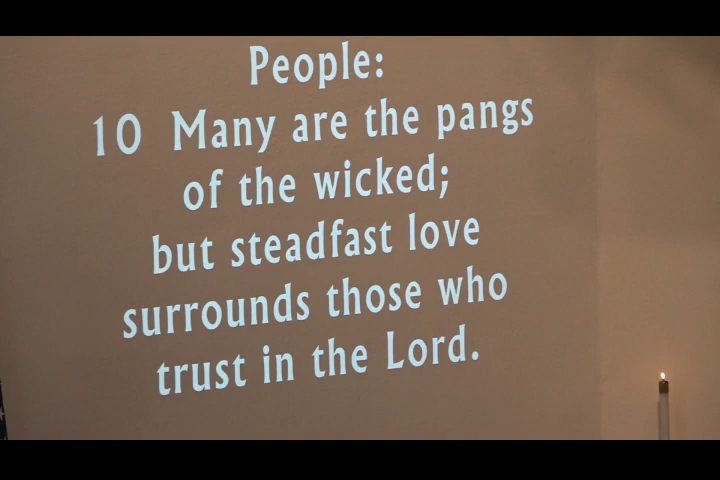 People:
10 Many are the pangs
of the wicked;
but steadfast love
surrounds those who
trust in the Lord.